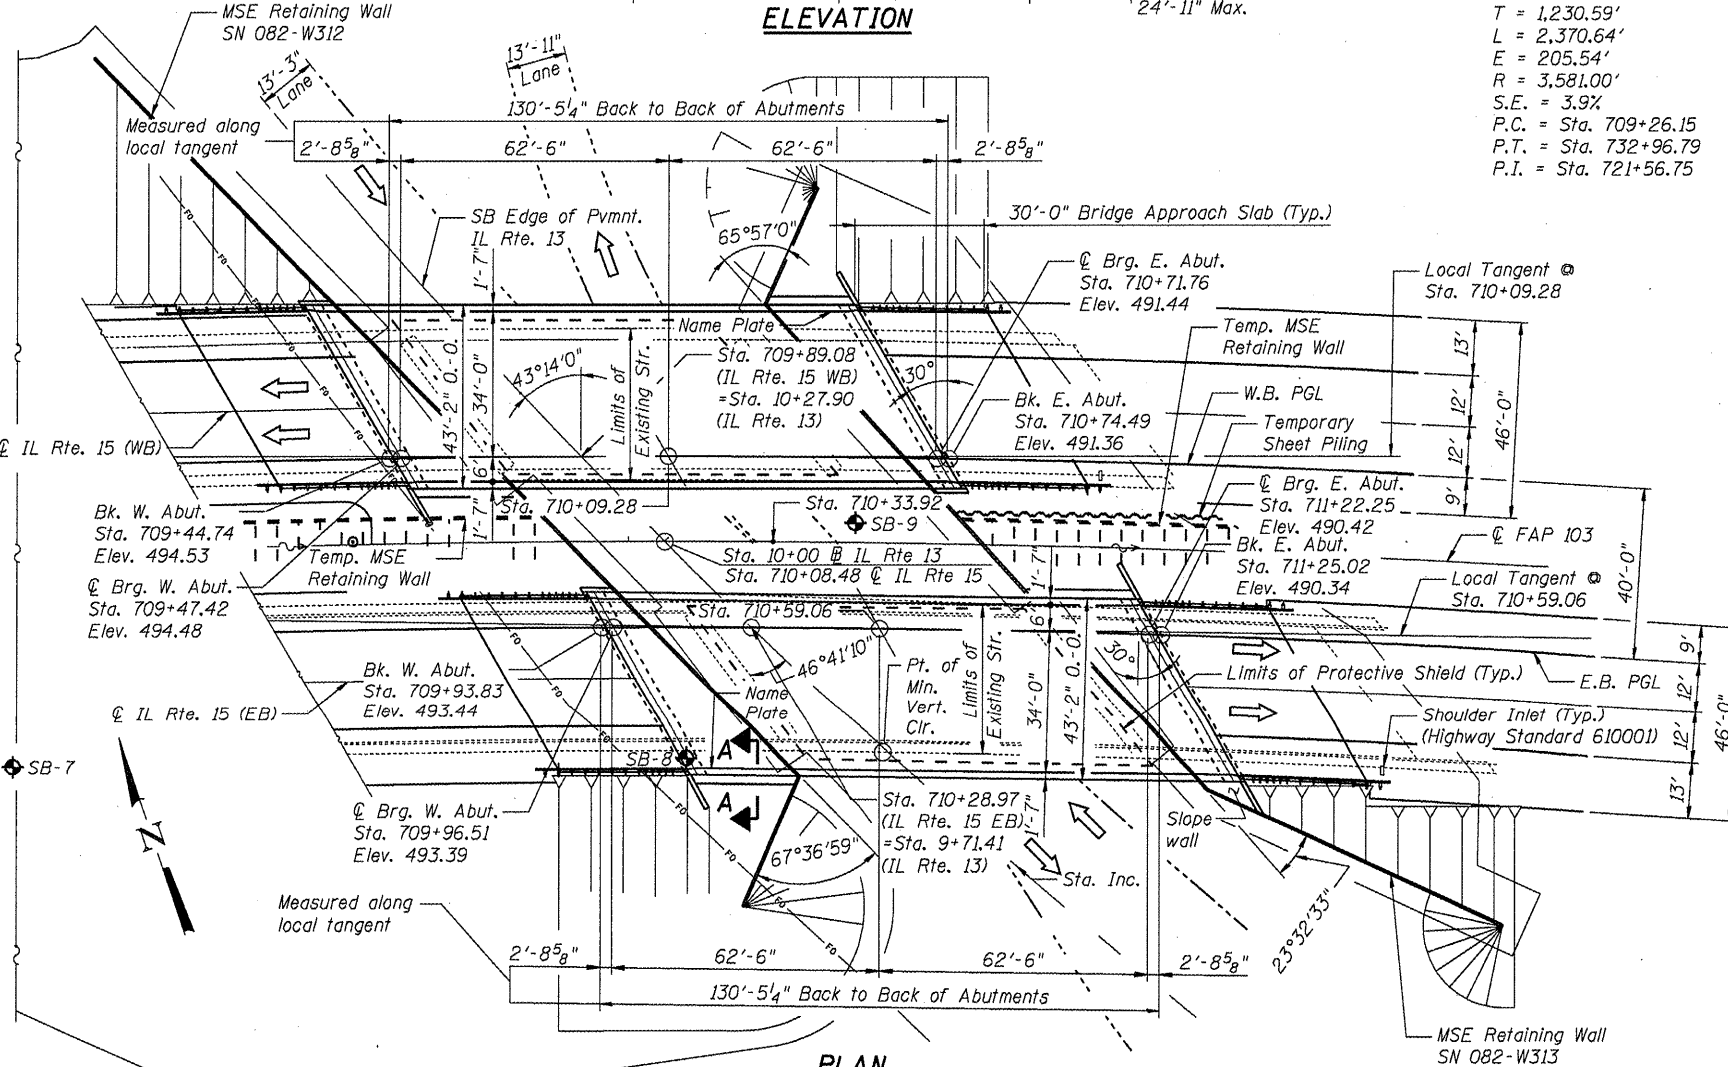 MSE Retaining Wall
SN 082-W312
ELEVATION
24'-11" Max.
T = 1,230.59'
L = 2,370.64'
E = 205.54'
R = 3,581.00'
S.E. = 3.9%
P.C. = Sta. 709+26.15
P.T. = Sta. 732+96.79
P.I. = Sta. 721+56.75
13'-3"
Lane
13'-11"
Lane
130'-5¼" Back to Back of Abutments
Measured along
local tangent
2'-8⅝"
62'-6"
62'-6"
2'-8⅝"
SB Edge of Pvmnt.
IL Rte. 13
65°57'0"
30'-0" Bridge Approach Slab (Typ.)
℄ Brg. E. Abut.
Sta. 710+71.76
Elev. 491.44
Local Tangent @
Sta. 710+09.28
1'-7"
Name Plate
Temp. MSE
Retaining Wall
43'-2" O.-O.
34'-0"
6'
1'-7"
43°14'0"
Limits of
Existing Str.
Sta. 709+89.08
(IL Rte. 15 WB)
=Sta. 10+27.90
(IL Rte. 13)
30°
Bk. E. Abut.
Sta. 710+74.49
Elev. 491.36
W.B. PGL
Temporary
Sheet Piling
13'
12'
12'
9'
46'-0"
℄ IL Rte. 15 (WB)
Bk. W. Abut.
Sta. 709+44.74
Elev. 494.53
Sta. 710+09.28
Sta. 710+33.92
SB-9
℄ Brg. E. Abut.
Sta. 711+22.25
Elev. 490.42
Temp. MSE
Retaining Wall
Sta. 10+00 ℄ IL Rte 13
Sta. 710+08.48 ℄ IL Rte 15
Bk. E. Abut.
Sta. 711+25.02
Elev. 490.34
℄ FAP 103
Local Tangent @
Sta. 710+59.06
40'-0"
℄ Brg. W. Abut.
Sta. 709+47.42
Elev. 494.48
Sta. 710+59.06
1'-7"
6'
34'-0"
43'-2" O.-O.
1'-7"
46°41'10"
Pt. of
Min.
Vert.
Clr.
Limits of
Existing Str.
30°
Limits of Protective Shield (Typ.)
E.B. PGL
9'
12'
12'
13'
46'-0"
Bk. W. Abut.
Sta. 709+93.83
Elev. 493.44
℄ IL Rte. 15 (EB)
Name
Plate
Shoulder Inlet (Typ.)
(Highway Standard 610001)
SB-7
SB-8
A
A
N
℄ Brg. W. Abut.
Sta. 709+96.51
Elev. 493.39
67°36'59"
Sta. 710+28.97
(IL Rte. 15 EB)
=Sta. 9+71.41
(IL Rte. 13)
Slope
wall
Sta. Inc.
23°32'33"
Measured along
local tangent
FO
FO
FO
FO
FO
FO
FO
FO
2'-8⅝"
62'-6"
62'-6"
2'-8⅝"
130'-5¼" Back to Back of Abutments
MSE Retaining Wall
SN 082-W313
PLAN